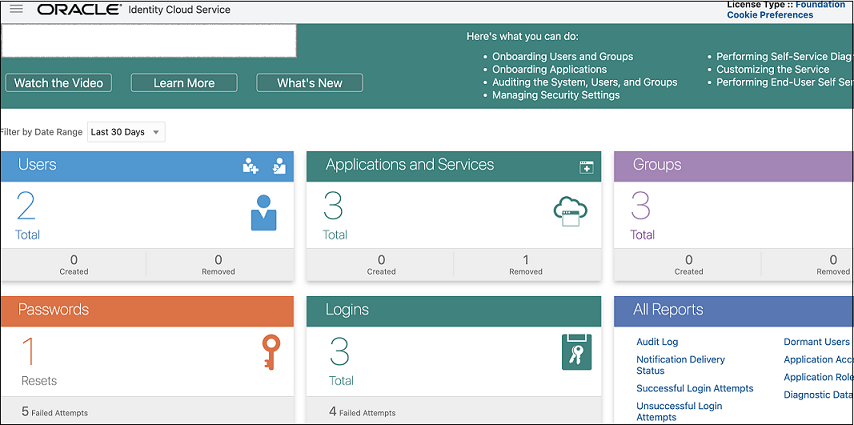 ORACLE Identity Cloud Service
License Type :: Foundation
Cookie Preferences
Here's what you can do:
• Onboarding Users and Groups
• Onboarding Applications
• Auditing the System, Users, and Groups
• Managing Security Settings
• Performing Self-Service Diag
• Customizing the Service
• Performing End-User Self Ser
Watch the Video
Learn More
What's New
Filter by Date Range
Last 30 Days
Users
2
Total
0
Created
0
Removed
Applications and Services
3
Total
0
Created
1
Removed
Groups
3
Total
0
Created
0
Removed
Passwords
1
Resets
5 Failed Attempts
Logins
3
Total
4 Failed Attempts
All Reports
Audit Log
Notification Delivery
Status
Successful Login Attempts
Unsuccessful Login
Attempts
Dormant Users
Application Acc
Application Role
Diagnostic Data